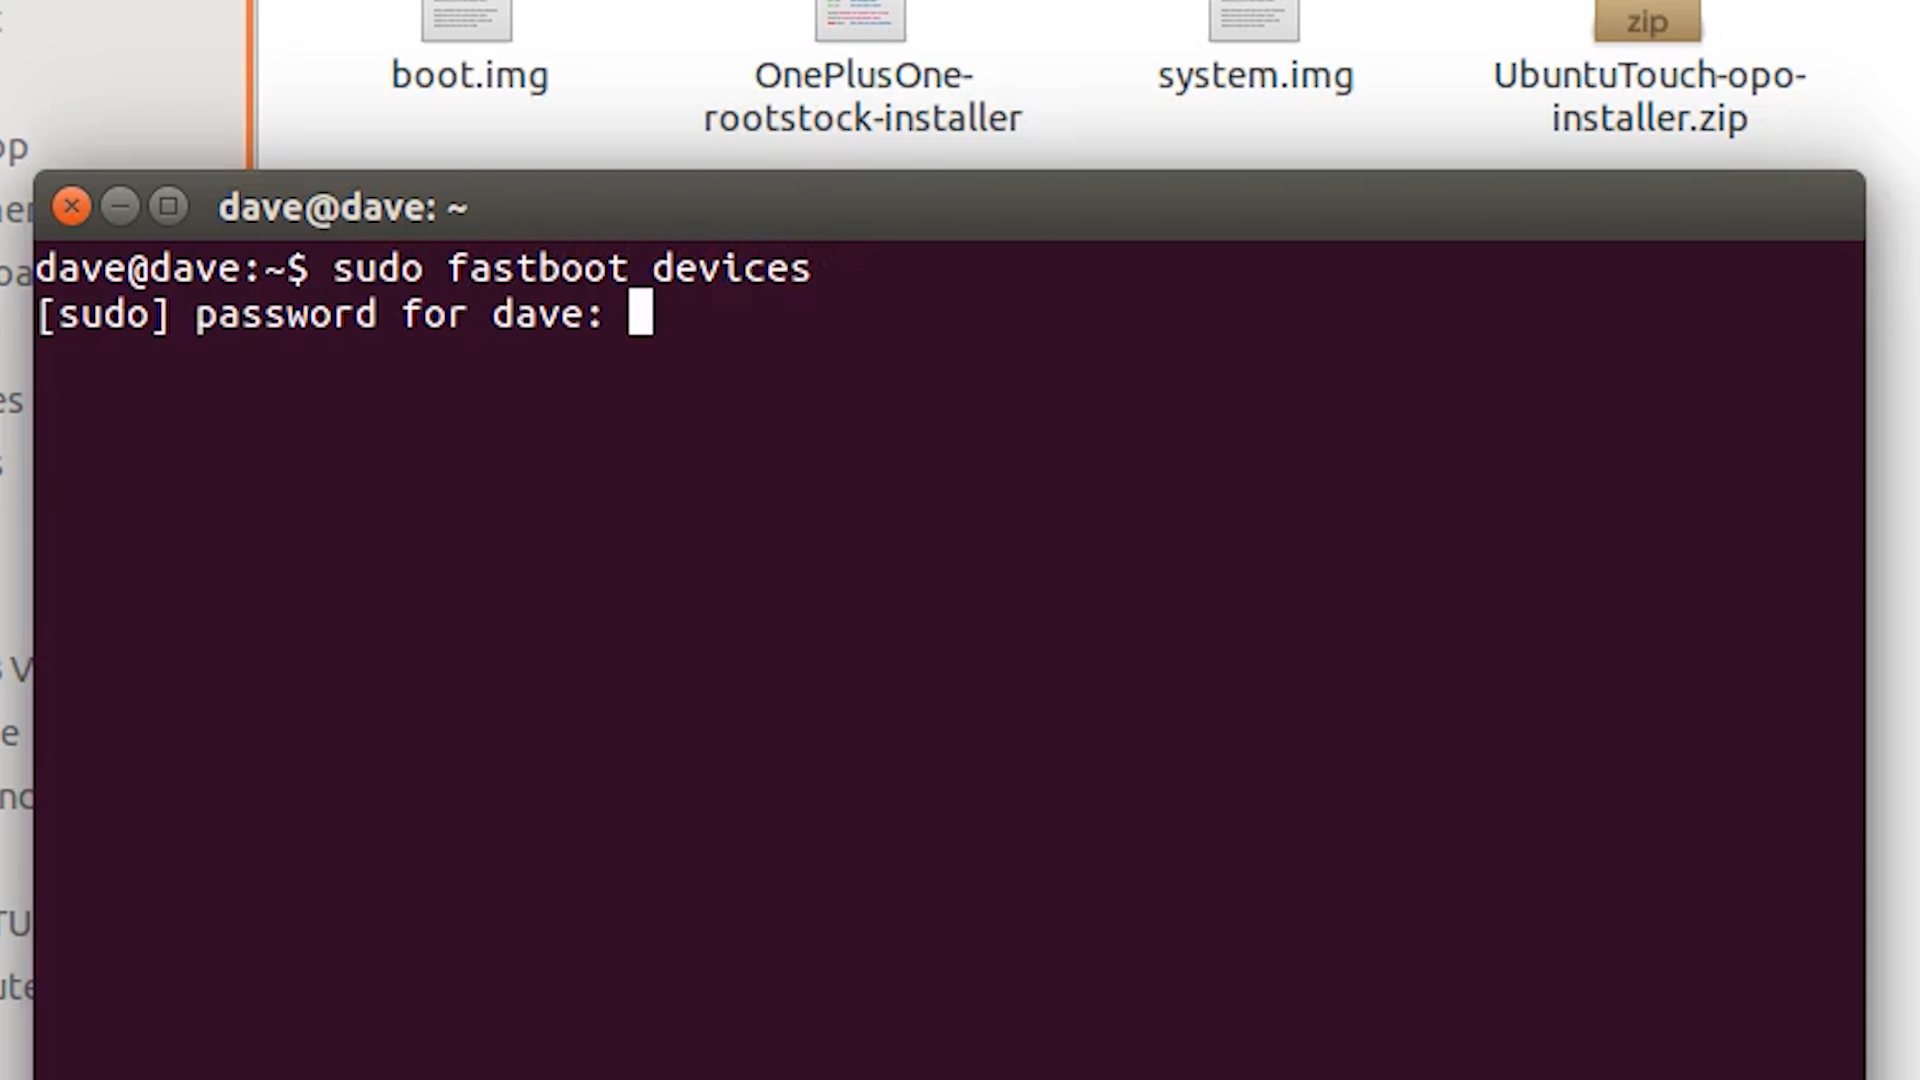 boot.img
OnePlusOne-
rootstock-installer
system.img
zip
UbuntuTouch-opo-
installer.zip
dave@dave: ~
dave@dave:~$ sudo fastboot devices
[sudo] password for dave: